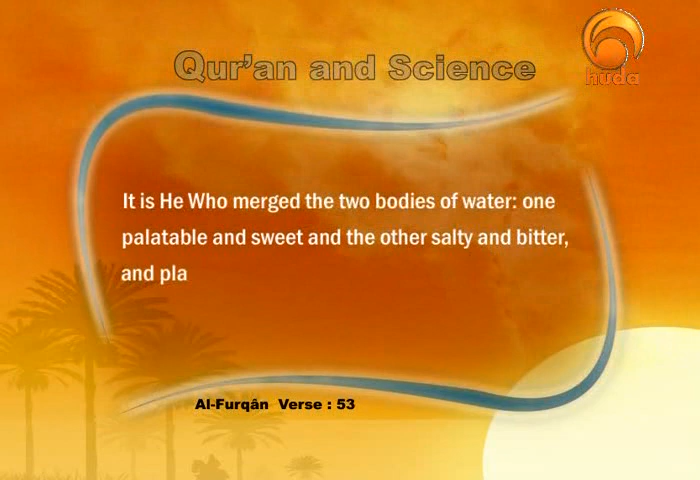 Qur'an and Science
huda
It is He Who merged the two bodies of water: one
palatable and sweet and the other salty and bitter,
and pla
Al-Furqân Verse : 53